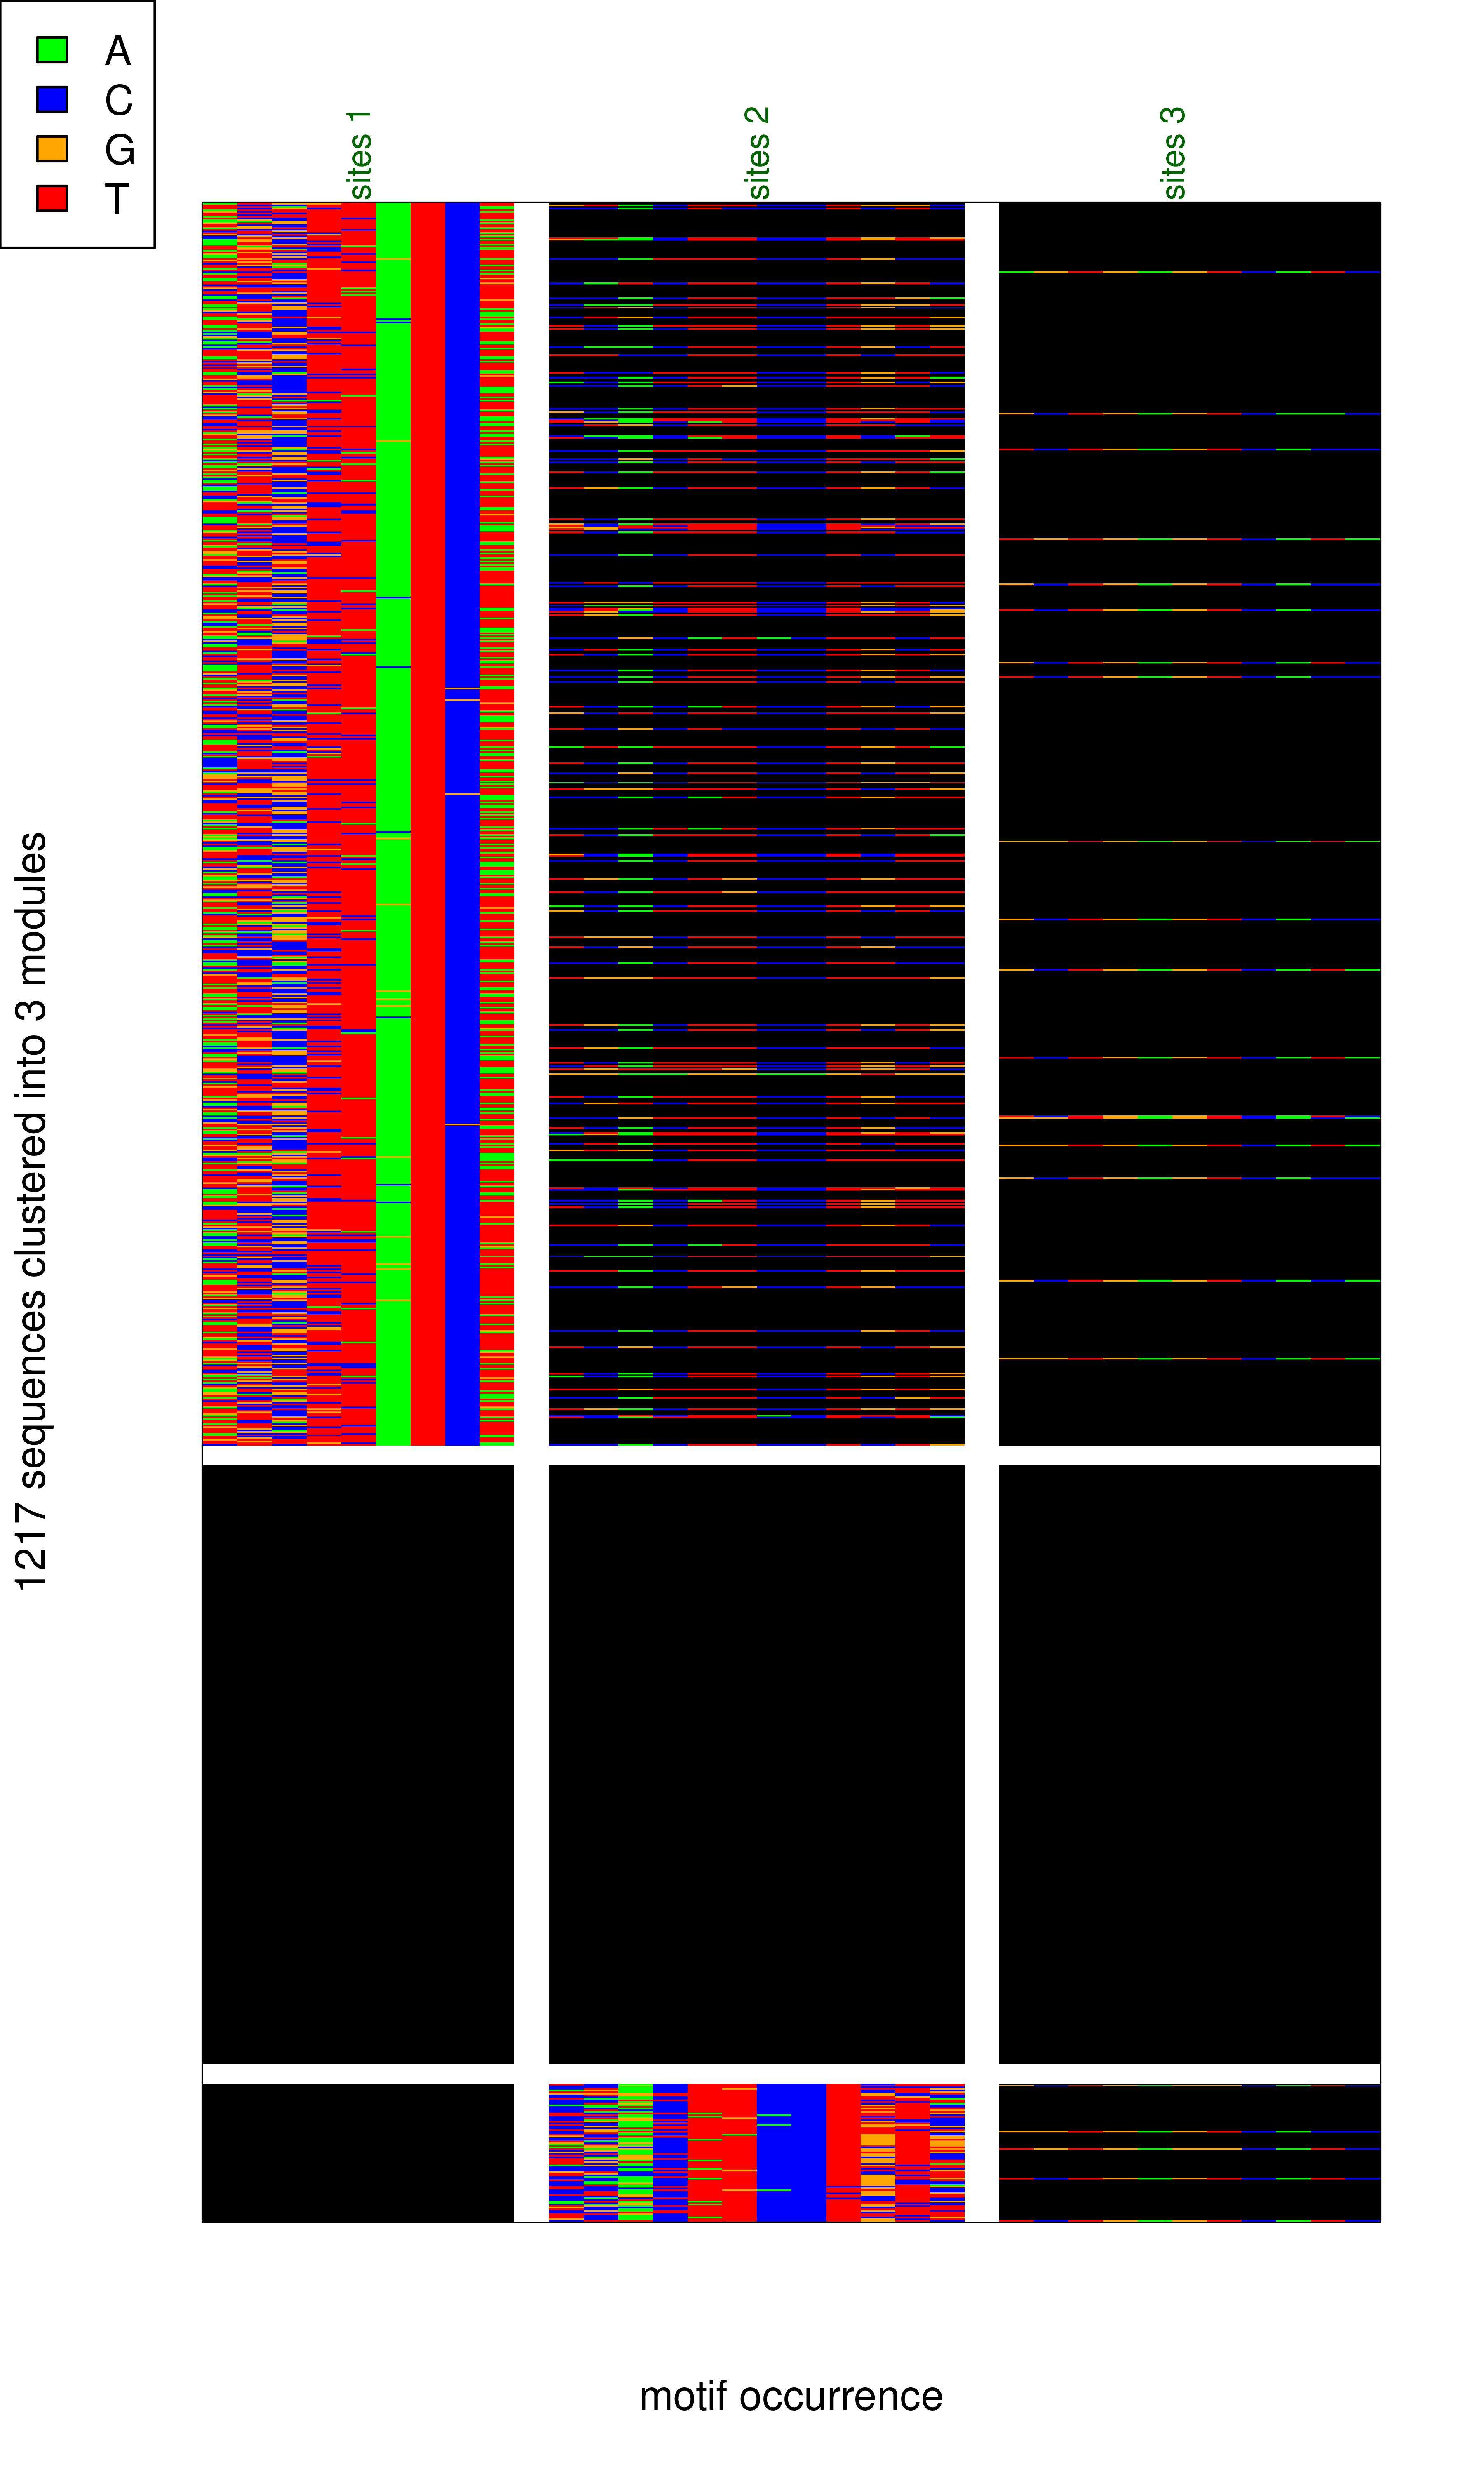 A
C
G
T
sites 1
sites 2
sites 3
1217 sequences clustered into 3 modules
motif occurrence